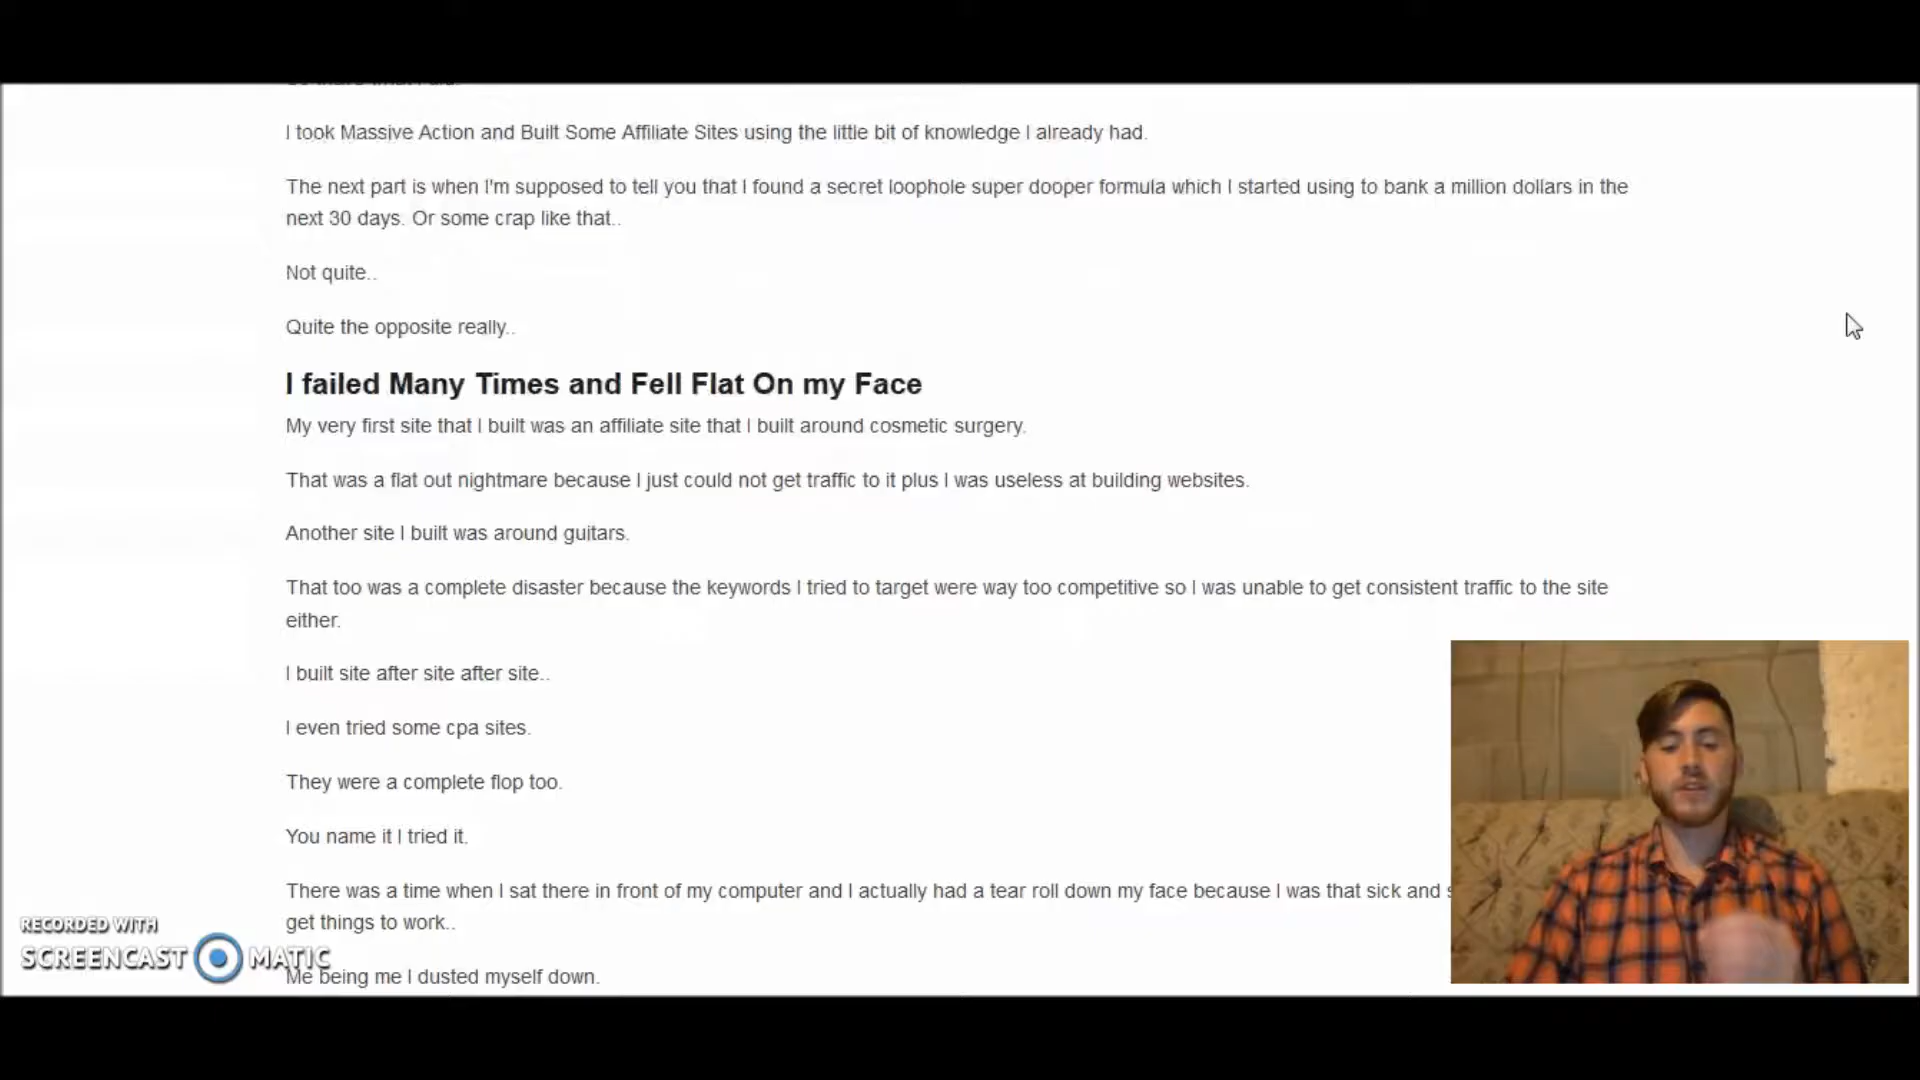 I took Massive Action and Built Some Affiliate Sites using the little bit of knowledge I already had.
The next part is when I'm supposed to tell you that I found a secret loophole super dooper formula which I started using to bank a million dollars in the
next 30 days. Or some crap like that..
Not quite..
Quite the opposite really..
I failed Many Times and Fell Flat On my Face
My very first site that I built was an affiliate site that I built around cosmetic surgery.
That was a flat out nightmare because I just could not get traffic to it plus I was useless at building websites.
Another site I built was around guitars.
That too was a complete disaster because the keywords I tried to target were way too competitive so I was unable to get consistent traffic to the site
either.
I built site after site after site..
I even tried some cpa sites.
They were a complete flop too.
You name it I tried it.
There was a time when I sat there in front of my computer and I actually had a tear roll down my face because I was that sick and
get things to work..
Me being me I dusted myself down.
RECORDED WITH
SCREENCAST MATIC